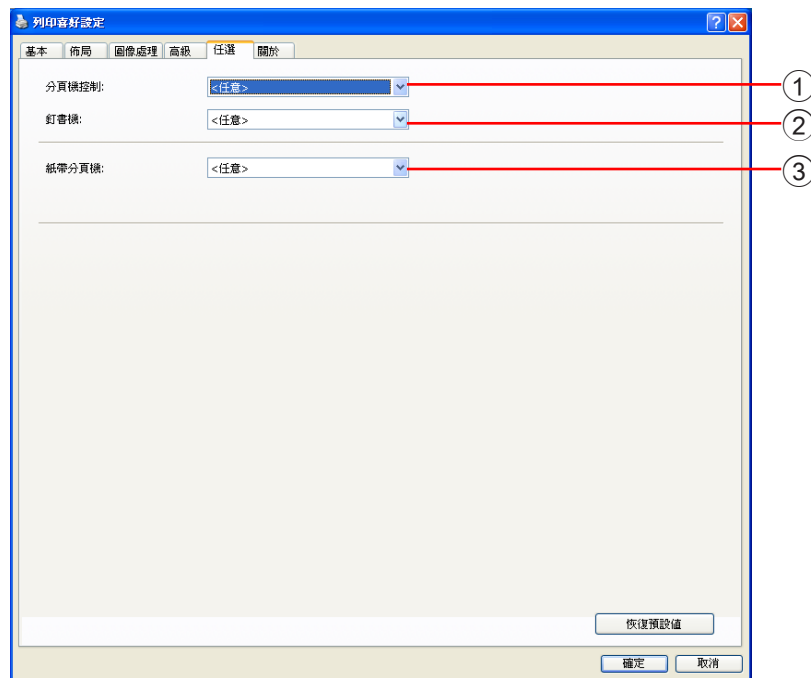 列印喜好設定
基本 佈局 圖像處理 高級 任選 關於
分頁機控制: <任意> ①
釘書機: <任意> ②
紙帶分頁機: <任意> ③
恢復預設值
確定 取消